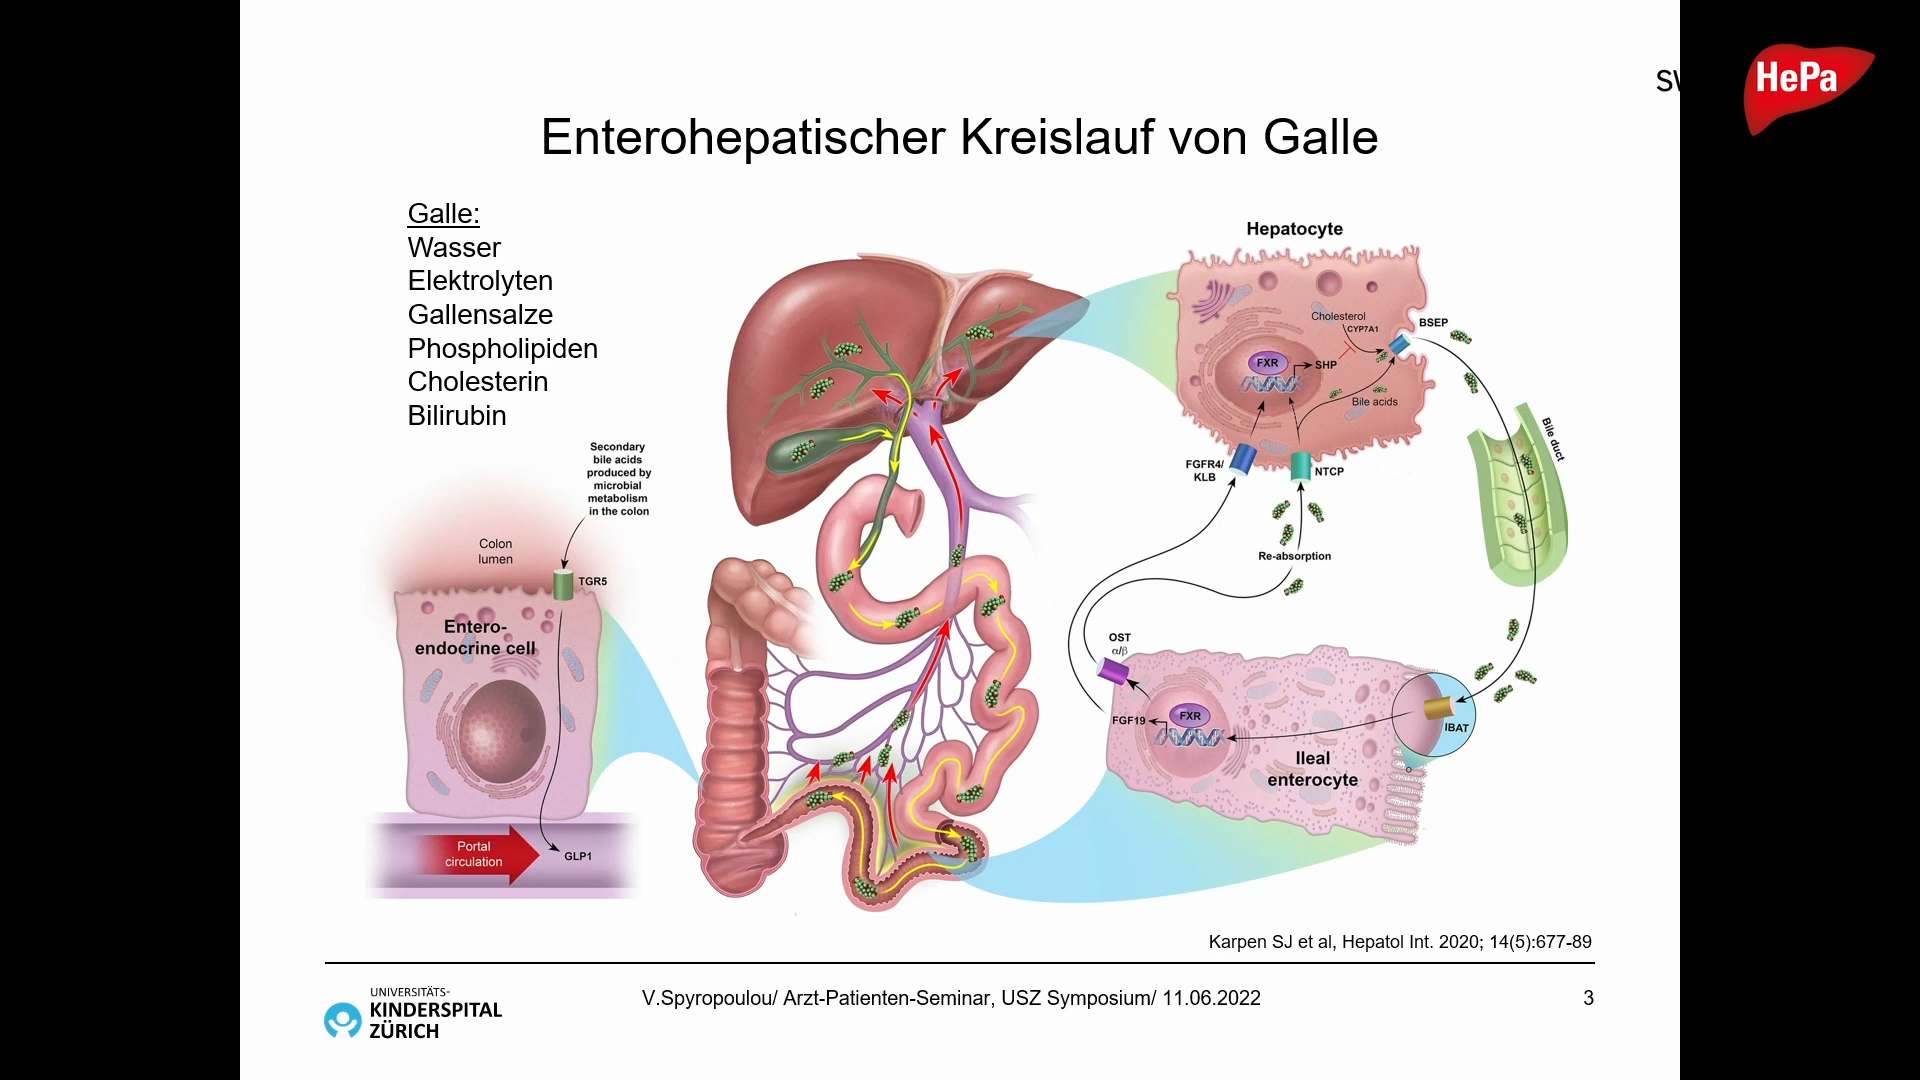 SW
HePa
Enterohepatischer Kreislauf von Galle
Galle:
Wasser
Elektrolyten
Gallensalze
Phospholipiden
Cholesterin
Bilirubin
Secondary
bile acids
produced by
microbial
metabolism
in the colon
Colon
lumen
TGR5
Entero-
endocrine cell
Portal
circulation
GLP1
Hepatocyte
Cholesterol
CYP7A1
BSEP
FXR
SHP
Bile acids
FGFR4/
KLB
NTCP
Bile duct
Re-absorption
OST
α/β
FGF19
FXR
IBAT
Ileal
enterocyte
Karpen SJ et al, Hepatol Int. 2020; 14(5):677-89
UNIVERSITÄTS-
KINDERSPITAL
ZÜRICH
V.Spyropoulou/ Arzt-Patienten-Seminar, USZ Symposium/ 11.06.2022
3